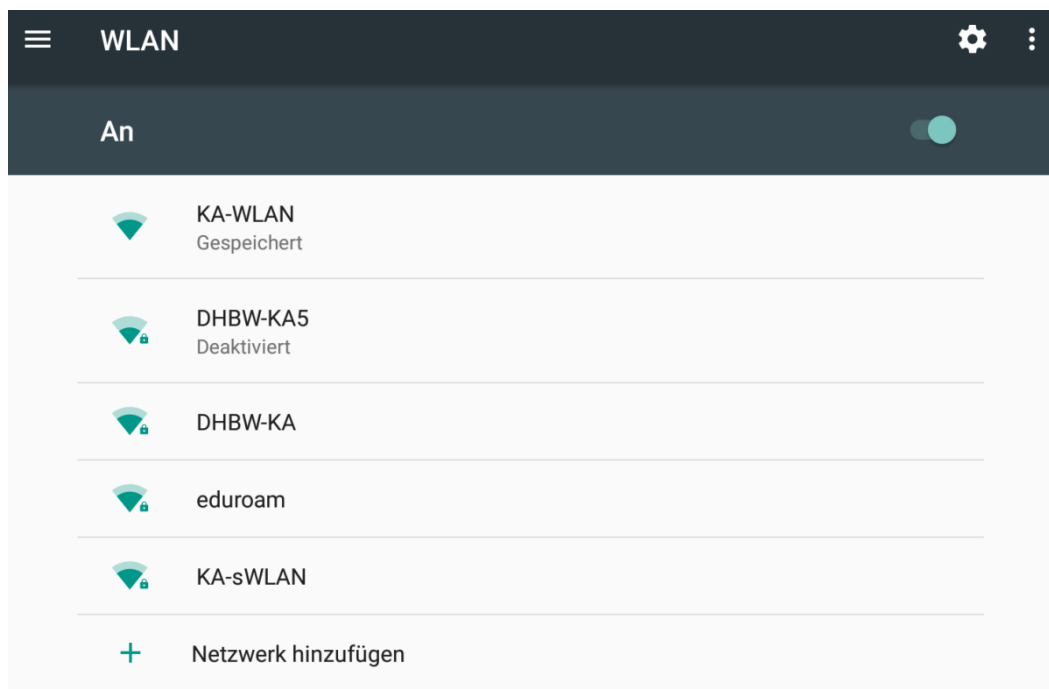 WLAN
An
KA-WLAN
Gespeichert
DHBW-KA5
Deaktiviert
DHBW-KA
eduroam
KA-sWLAN
Netzwerk hinzufügen